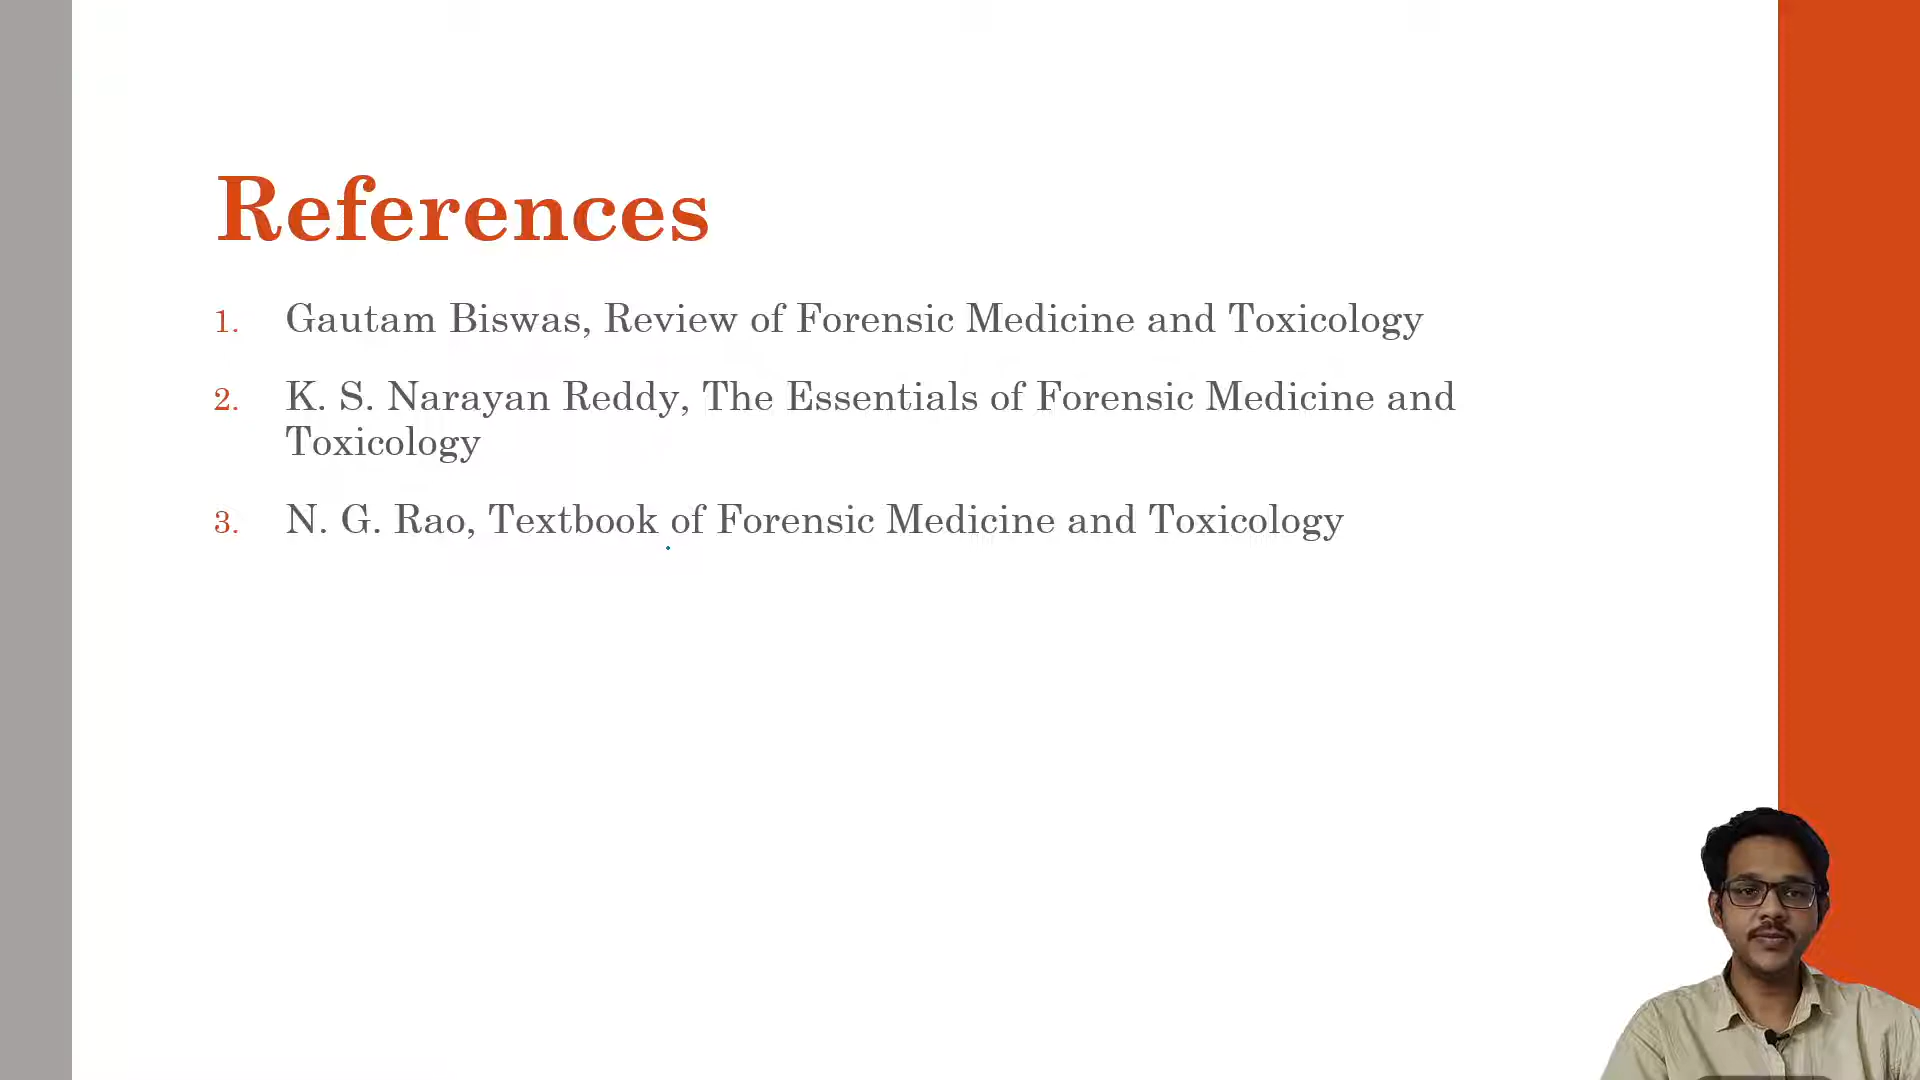 References
1. Gautam Biswas, Review of Forensic Medicine and Toxicology
2. K. S. Narayan Reddy, The Essentials of Forensic Medicine and
Toxicology
3. N. G. Rao, Textbook of Forensic Medicine and Toxicology